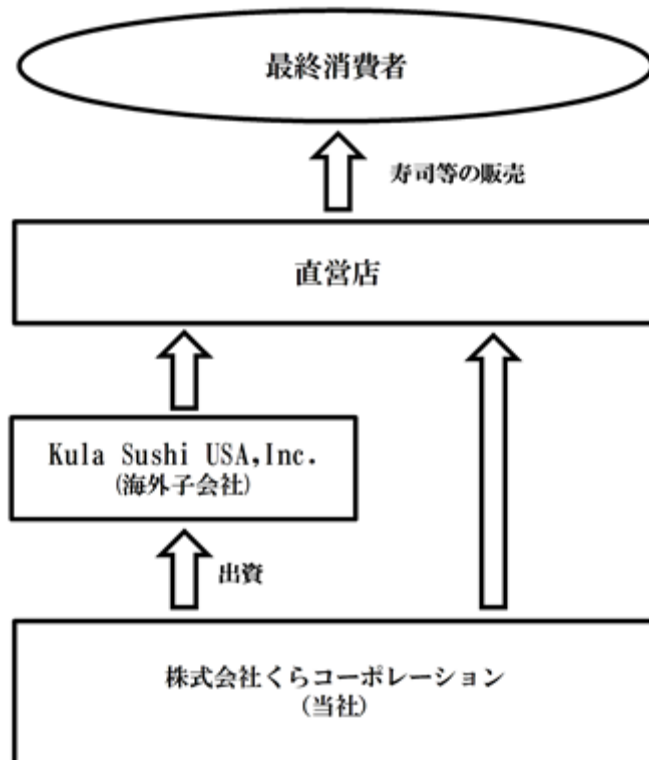 最終消費者
寿司等の販売
直営店
Kula Sushi USA,Inc.
(海外子会社)
出資
株式会社くらコーポレーション
(当社)